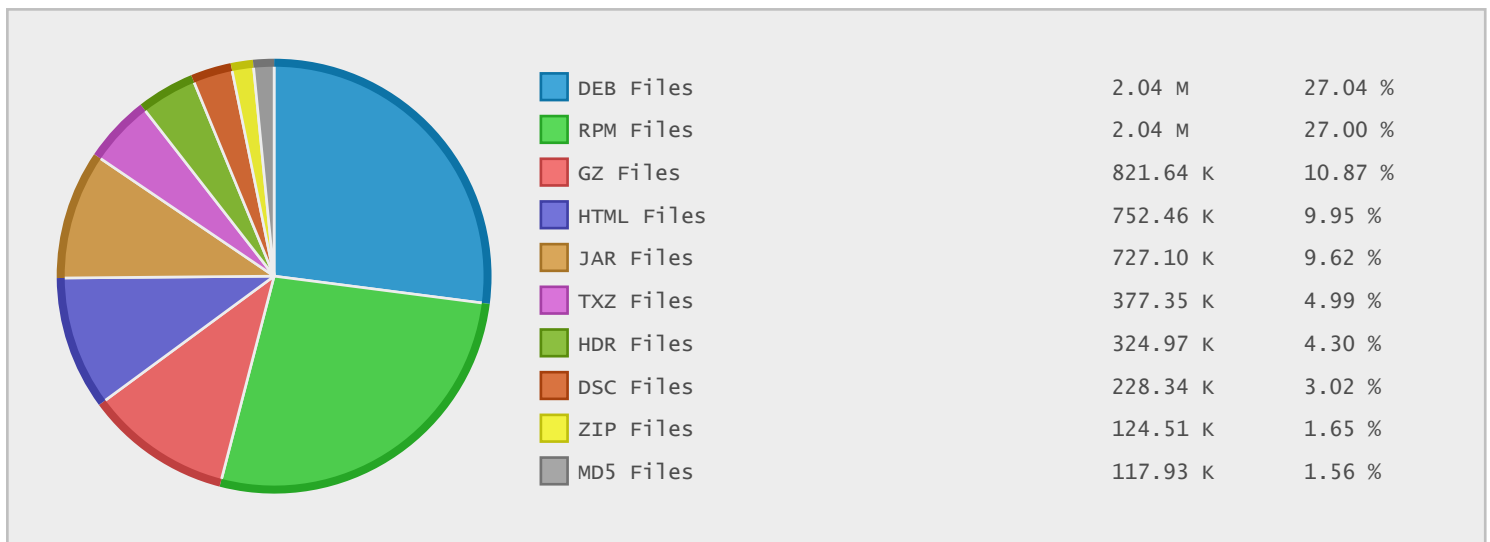 DEB Files 2.04 M 27.04 %
RPM Files 2.04 M 27.00 %
GZ Files 821.64 K 10.87 %
HTML Files 752.46 K 9.95 %
JAR Files 727.10 K 9.62 %
TXZ Files 377.35 K 4.99 %
HDR Files 324.97 K 4.30 %
DSC Files 228.34 K 3.02 %
ZIP Files 124.51 K 1.65 %
MD5 Files 117.93 K 1.56 %